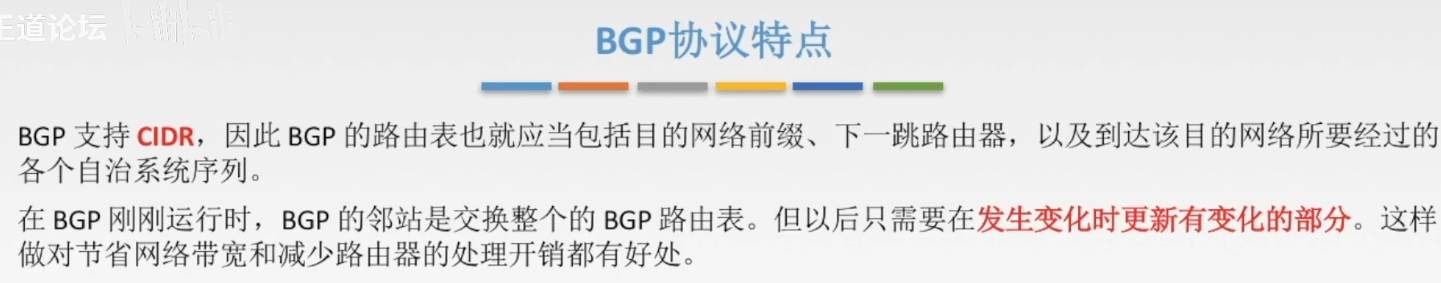 王道论坛
BGP协议特点
BGP 支持 CIDR，因此 BGP 的路由表也就应当包括目的网络前缀、下一跳路由器，以及到达该目的网络所要经过的
各个自治系统序列。
在 BGP 刚刚运行时，BGP 的邻站是交换整个的 BGP 路由表。但以后只需要在发生变化时更新有变化的部分。这样
做对节省网络带宽和减少路由器的处理开销都有好处。